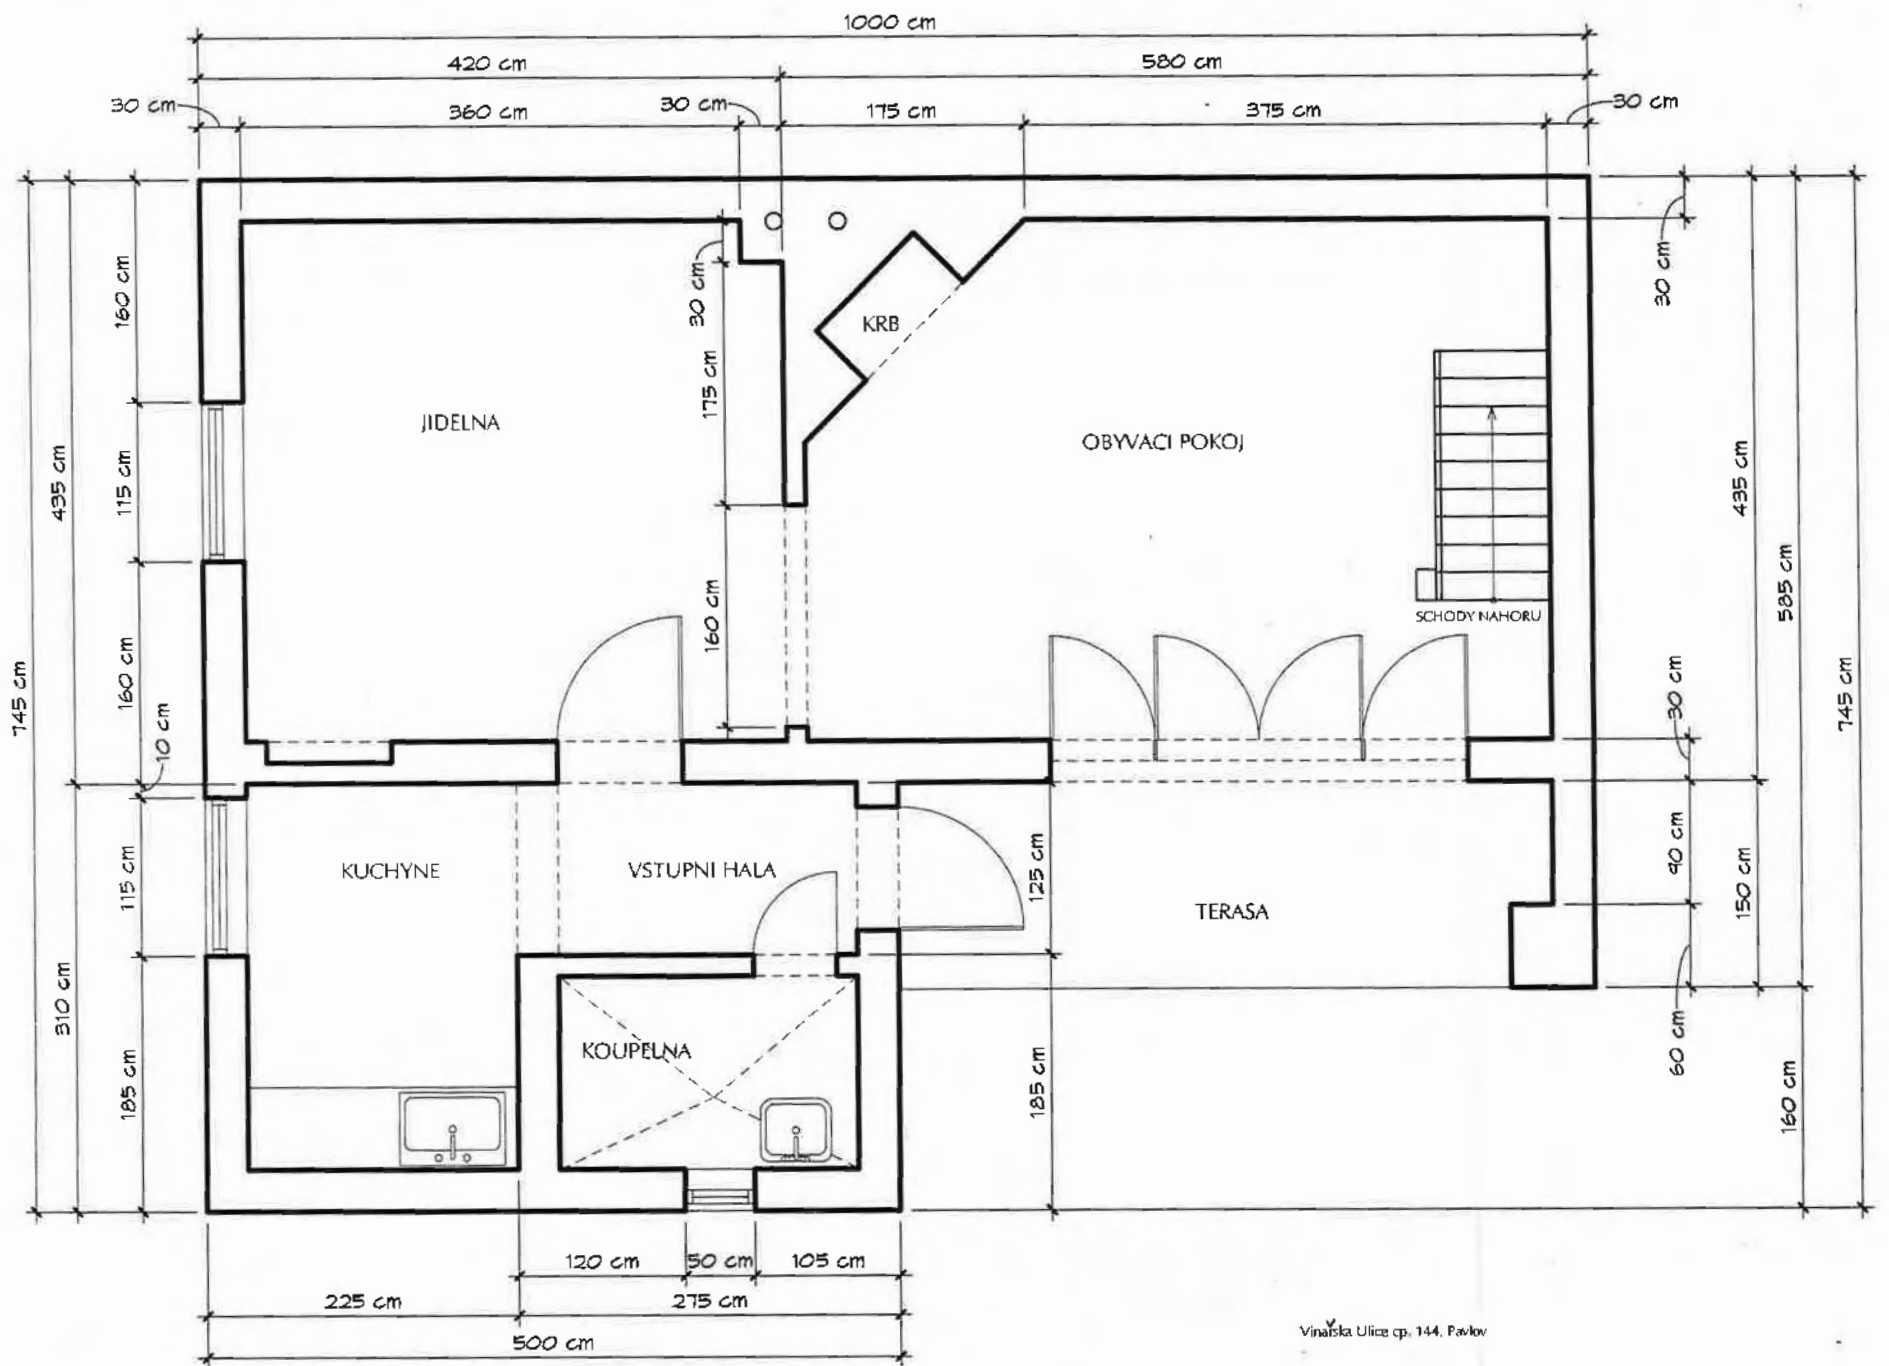 1000 cm
420 cm
580 cm
30 cm
360 cm
30 cm
175 cm
375 cm
30 cm
745 cm
435 cm
310 cm
160 cm
115 cm
160 cm
10 cm
115 cm
185 cm
30 cm
175 cm
160 cm
JIDELNA
KRB
OBYVACI POKOJ
SCHODY NAHORU
KUCHYNE
VSTUPNI HALA
KOUPELNA
TERASA
125 cm
185 cm
30 cm
30 cm
90 cm
60 cm
435 cm
150 cm
585 cm
160 cm
745 cm
120 cm
50 cm
105 cm
225 cm
275 cm
500 cm
Vinařska Ulice cp. 144, Pavlov